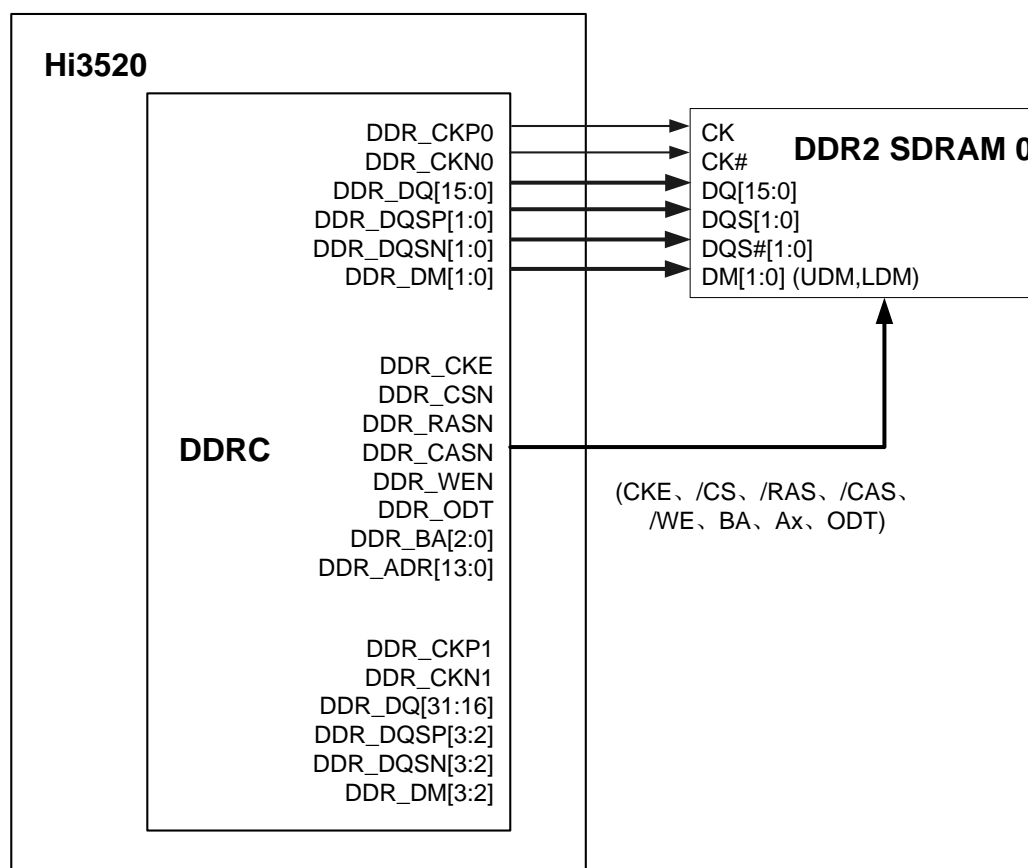 Hi3520
DDR_CKP0
DDR_CKN0
DDR_DQ[15:0]
DDR_DQSP[1:0]
DDR_DQSN[1:0]
DDR_DM[1:0]
CK
CK#
DQ[15:0]
DQS[1:0]
DQS#[1:0]
DM[1:0] (UDM,LDM)
DDR2 SDRAM 0
DDR_CKE
DDR_CSN
DDR_RASN
DDR_CASN
DDR_WEN
DDR_ODT
DDR_BA[2:0]
DDR_ADR[13:0]
DDRC
(CKE、/CS、/RAS、/CAS、
/WE、BA、Ax、ODT)
DDR_CKP1
DDR_CKN1
DDR_DQ[31:16]
DDR_DQSP[3:2]
DDR_DQSN[3:2]
DDR_DM[3:2]